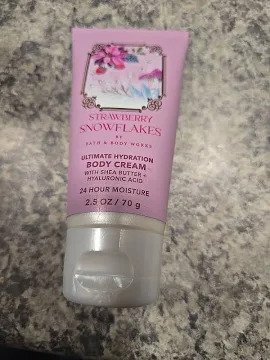 STRAWBERRY
SNOWFLAKES
BY
BATH & BODY WORKS
ULTIMATE HYDRATION
BODY CREAM
WITH SHEA BUTTER +
HYALURONIC ACID
24 HOUR MOISTURE
2.5 OZ / 70 g